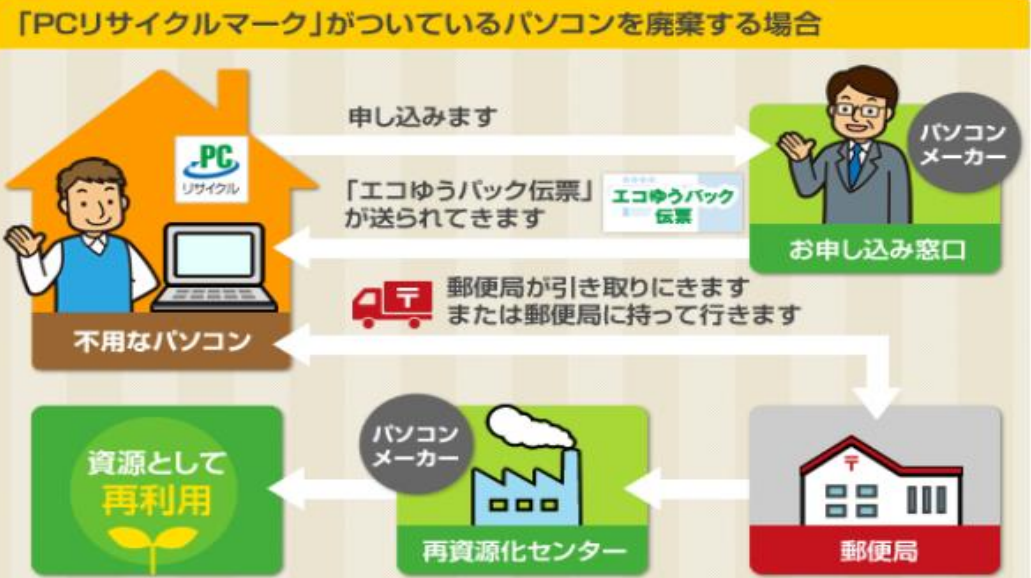 「PCリサイクルマーク」がついているパソコンを廃棄する場合
申し込みます
パソコン
メーカー
PC
リサイクル
「エコゆうパック伝票」
が送られてきます
エコゆうパック
伝票
お申し込み窓口
郵便局が引き取りにきます
または郵便局に持って行きます
〒
不用なパソコン
資源として
再利用
パソコン
メーカー
再資源化センター
〒
郵便局